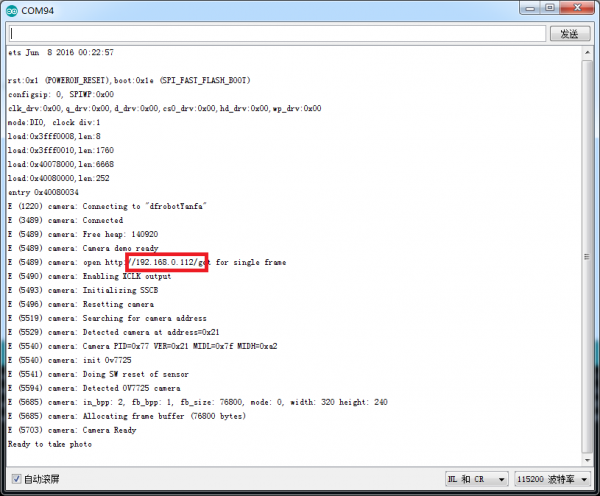 COM94
发送
ets Jun  8 2016 00:22:57
rst:0x1 (POWERON_RESET),boot:0x1e (SPI_FAST_FLASH_BOOT)
configsip: 0, SPIWP:0x00
clk_drv:0x00,q_drv:0x00,d_drv:0x00,cs0_drv:0x00,hd_drv:0x00,wp_drv:0x00
mode:DIO, clock div:1
load:0x3fff0008,len:8
load:0x3fff0010,len:1760
load:0x40078000,len:6668
load:0x40080000,len:252
entry 0x40080034
E (1220) camera: Connecting to "dfrobotYanfa"
E (3489) camera: Connected
E (5489) camera: Free heap: 140920
E (5489) camera: Camera demo ready
E (5489) camera: open http://192.168.0.112/get for single frame
E (5490) camera: Enabling XCLK output
E (5493) camera: Initializing SSCB
E (5496) camera: Resetting camera
E (5519) camera: Searching for camera address
E (5529) camera: Detected camera at address=0x21
E (5540) camera: Camera PID=0x77 VER=0x21 MIDL=0x7f MIDH=0xa2
E (5540) camera: init Ov7725
E (5541) camera: Doing SW reset of sensor
E (5594) camera: Detected OV7725 camera
E (5685) camera: in_bpp: 2, fb_bpp: 1, fb_size: 76800, mode: 0, width: 320 height: 240
E (5685) camera: Allocating frame buffer (76800 bytes)
E (5703) camera: Camera Ready
Ready to take photo
自动滚屏
NL 和 CR
115200 波特率